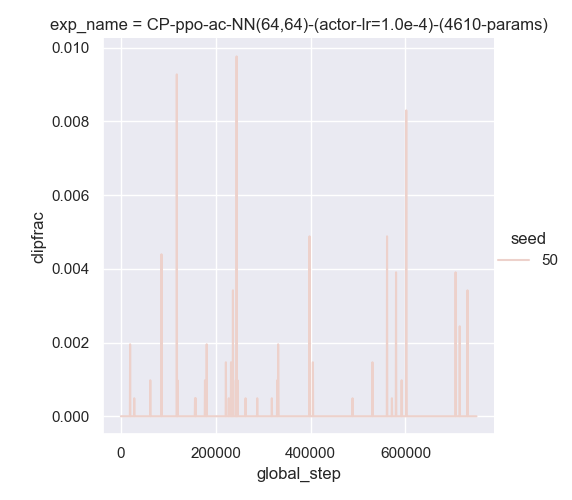 exp_name = CP-ppo-ac-NN(64,64)-(actor-lr=1.0e-4)-(4610-params)
0.010
0.008
0.006
0.004
0.002
0.000
clipfrac
0
200000
400000
600000
global_step
seed
50